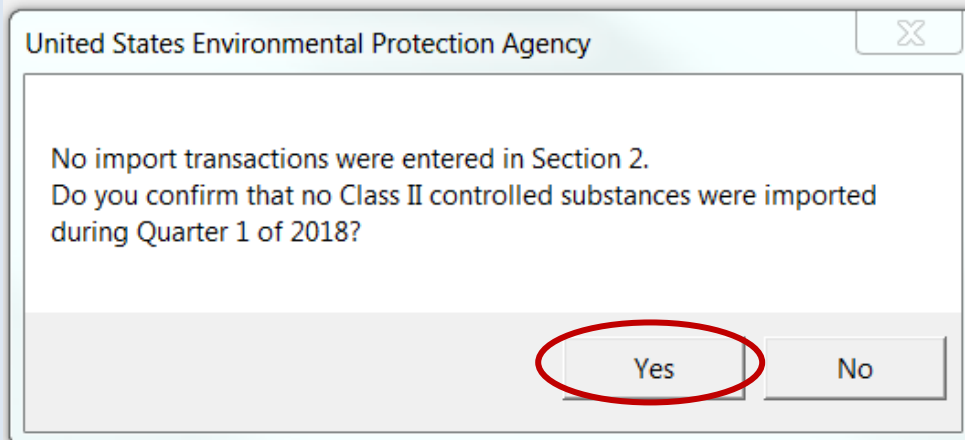 United States Environmental Protection Agency
No import transactions were entered in Section 2.
Do you confirm that no Class II controlled substances were imported
during Quarter 1 of 2018?
Yes No